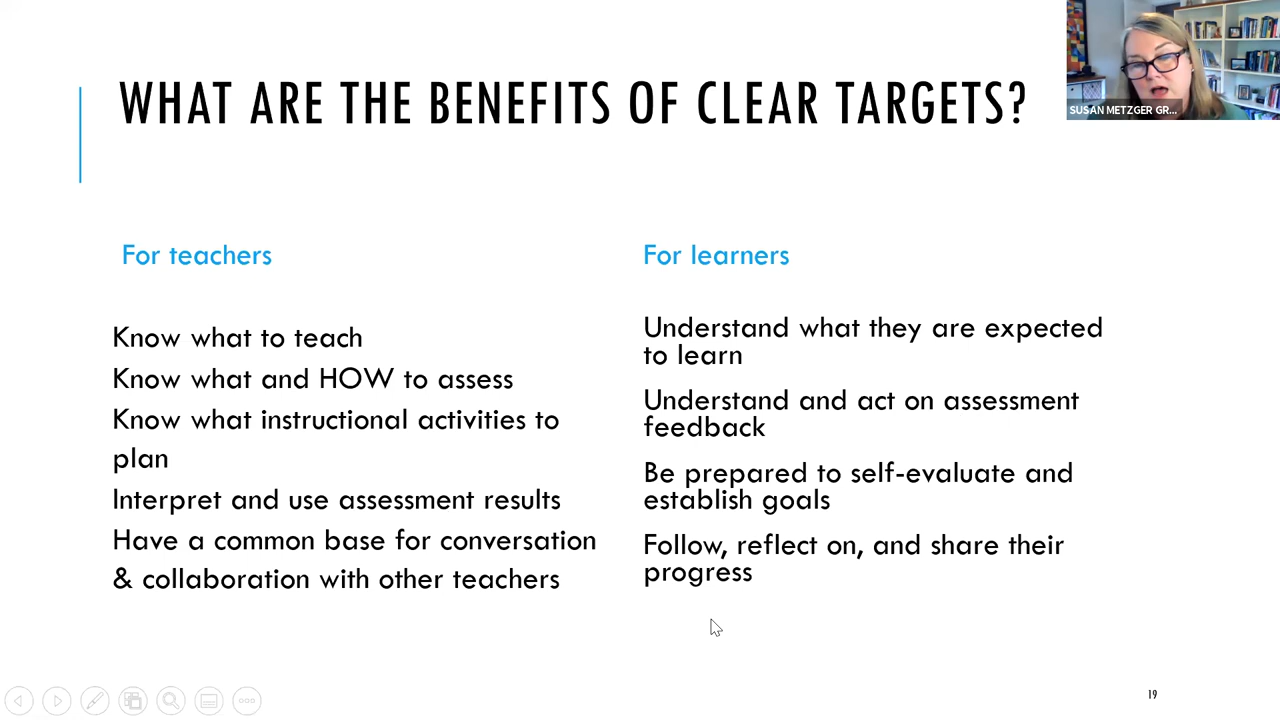 WHAT ARE THE BENEFITS OF CLEAR TARGETS?
SUSAN METZGER GR...
For teachers
Know what to teach
Know what and HOW to assess
Know what instructional activities to
plan
Interpret and use assessment results
Have a common base for conversation
& collaboration with other teachers
For learners
Understand what they are expected
to learn
Understand and act on assessment
feedback
Be prepared to self-evaluate and
establish goals
Follow, reflect on, and share their
progress
19